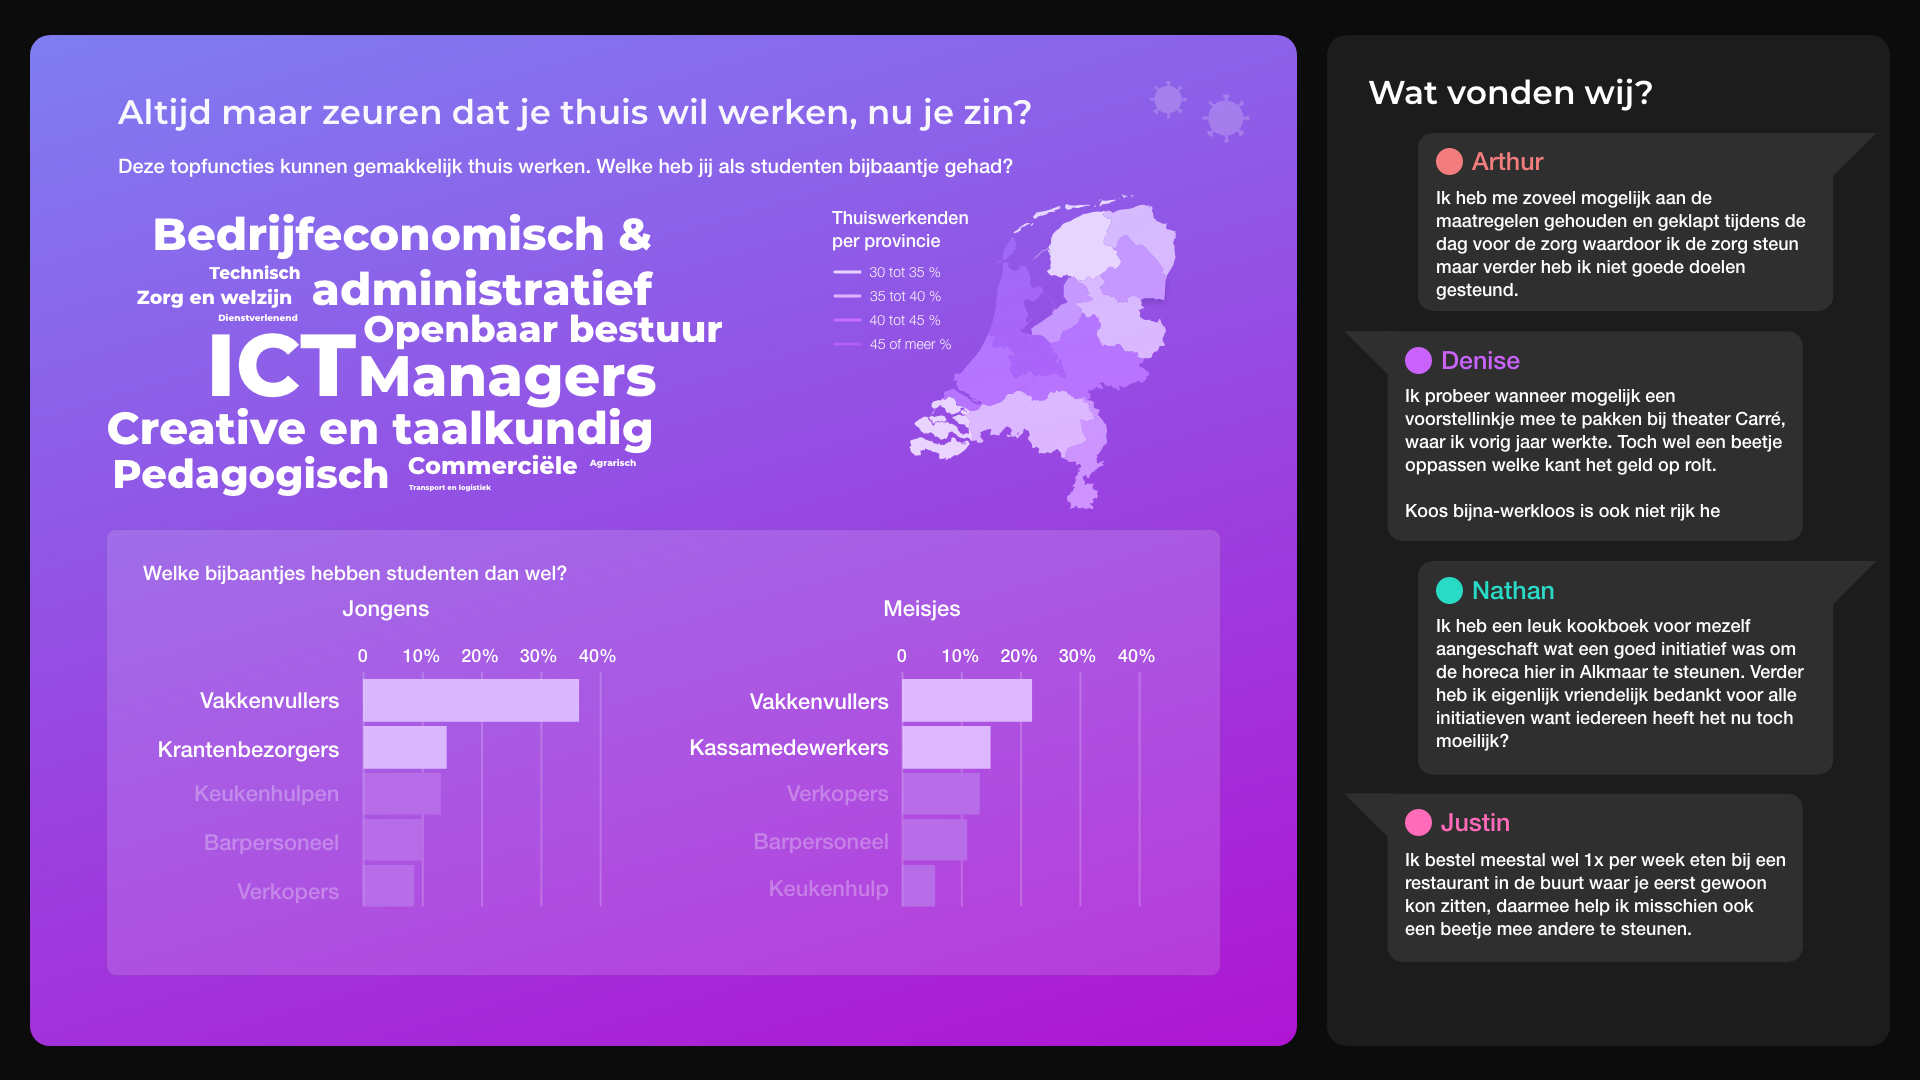 Altijd maar zeuren dat je thuis wil werken, nu je zin?
Deze topfuncties kunnen gemakkelijk thuis werken. Welke heb jij als studenten bijbaantje gehad?
Bedrijfeconomisch &
Technisch
administratief
Zorg en welzijn
Dienstverlenend
Openbaar bestuur
ICT
Managers
Creative en taalkundig
Pedagogisch
Commerciële
Agrarisch
Transport en logistiek
Thuiswerkenden
per provincie
30 tot 35 %
35 tot 40 %
40 tot 45 %
45 of meer %
Welke bijbaantjes hebben studenten dan wel?
Jongens
0 10% 20% 30% 40%
Vakkenvullers
Krantenbezorgers
Keukenhulpen
Barpersoneel
Verkopers
Meisjes
0 10% 20% 30% 40%
Vakkenvullers
Kassamedewerkers
Verkopers
Barpersoneel
Keukenhulp
Wat vonden wij?
Arthur
Ik heb me zoveel mogelijk aan de
maatregelen gehouden en geklapt tijdens de
dag voor de zorg waardoor ik de zorg steun
maar verder heb ik niet goede doelen
gesteund.
Denise
Ik probeer wanneer mogelijk een
voorstellinkje mee te pakken bij theater Carré,
waar ik vorig jaar werkte. Toch wel een beetje
oppassen welke kant het geld op rolt.
Koos bijna-werkloos is ook niet rijk he
Nathan
Ik heb een leuk kookboek voor mezelf
aangeschaft wat een goed initiatief was om
de horeca hier in Alkmaar te steunen. Verder
heb ik eigenlijk vriendelijk bedankt voor alle
initiatieven want iedereen heeft het nu toch
moeilijk?
Justin
Ik bestel meestal wel 1x per week eten bij een
restaurant in de buurt waar je eerst gewoon
kon zitten, daarmee help ik misschien ook
een beetje mee andere te steunen.